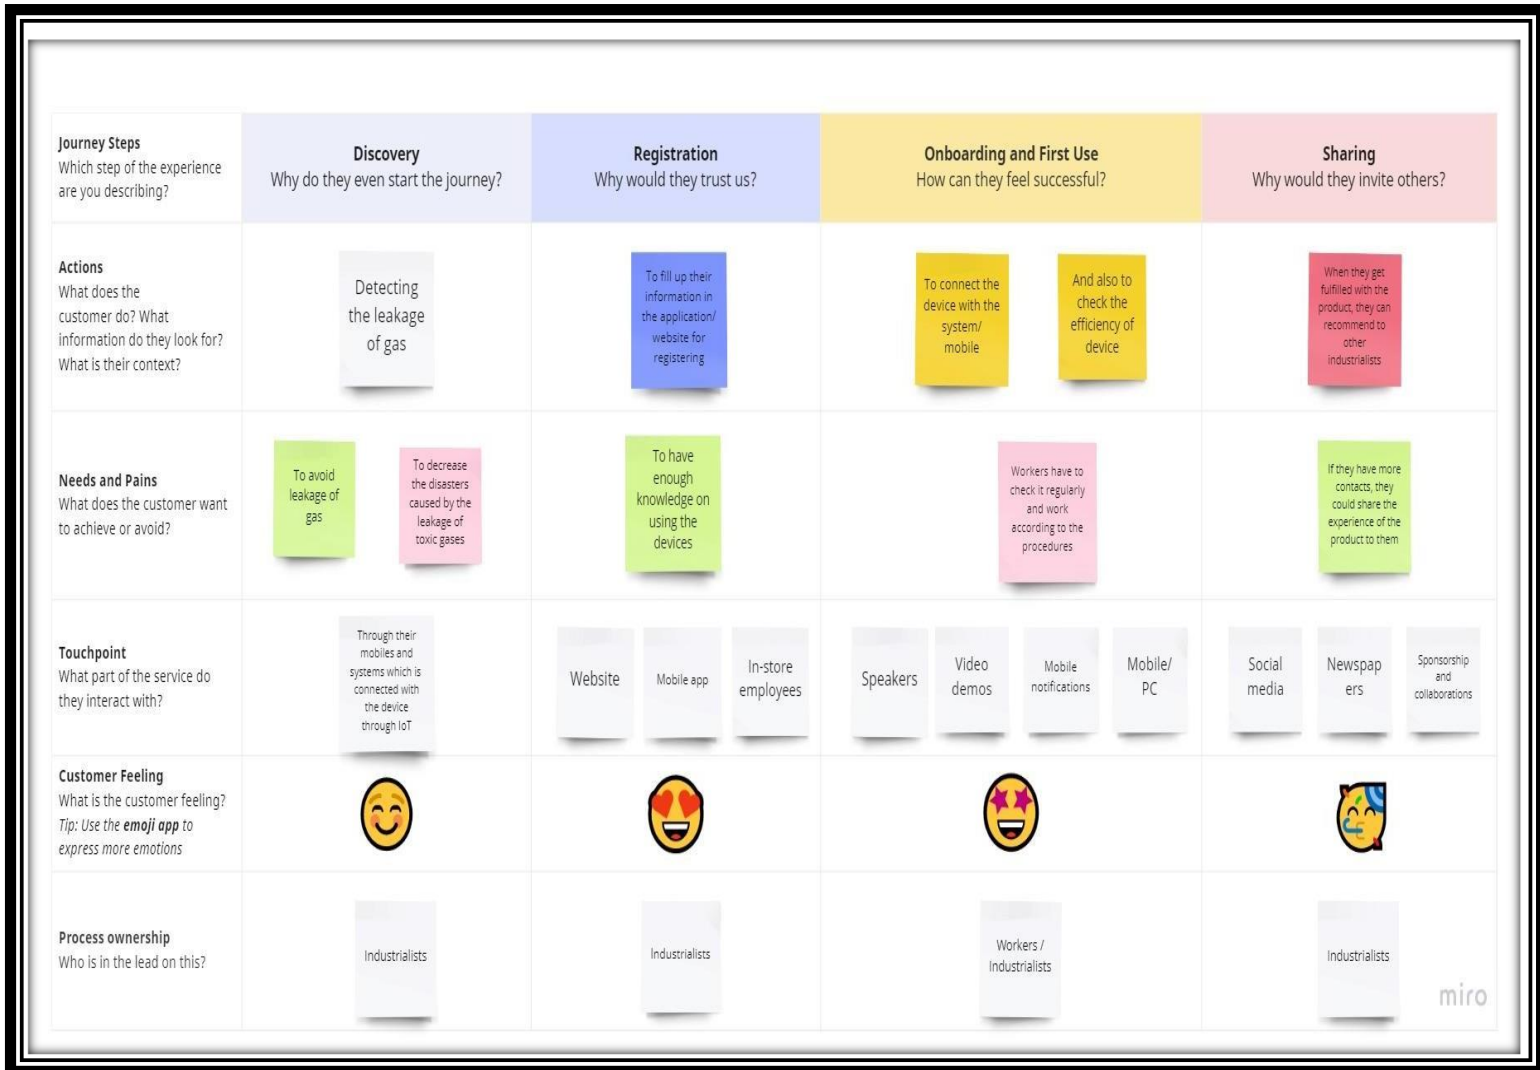 Journey Steps
Which step of the experience
are you describing?
Discovery
Why do they even start the journey?
Registration
Why would they trust us?
Onboarding and First Use
How can they feel successful?
Sharing
Why would they invite others?
Actions
What does the
customer do? What
information do they look for?
What is their context?
Detecting
the leakage
of gas
To fill up their
information in
the application/
website for
registering
To connect the
device with the
system/
mobile
And also to
check the
efficiency of
device
When they get
fulfilled with the
product, they can
recommend to
other
industrialists
Needs and Pains
What does the customer want
to achieve or avoid?
To avoid
leakage of
gas
To decrease
the disasters
caused by the
leakage of
toxic gases
To have
enough
knowledge on
using the
devices
Workers have to
check it regularly
and work
according to the
procedures
If they have more
contacts, they
could share the
experience of the
product to them
Touchpoint
What part of the service do
they interact with?
Through their
mobiles and
systems which is
connected with
the device
through IoT
Website
Mobile app
In-store
employees
Speakers
Video
demos
Mobile
notifications
Mobile/
PC
Social
media
Newspap
ers
Sponsorship
and
collaborations
Customer Feeling
What is the customer feeling?
Tip: Use the emoji app to
express more emotions
Process ownership
Who is in the lead on this?
Industrialists
Industrialists
Workers /
Industrialists
Industrialists
miro